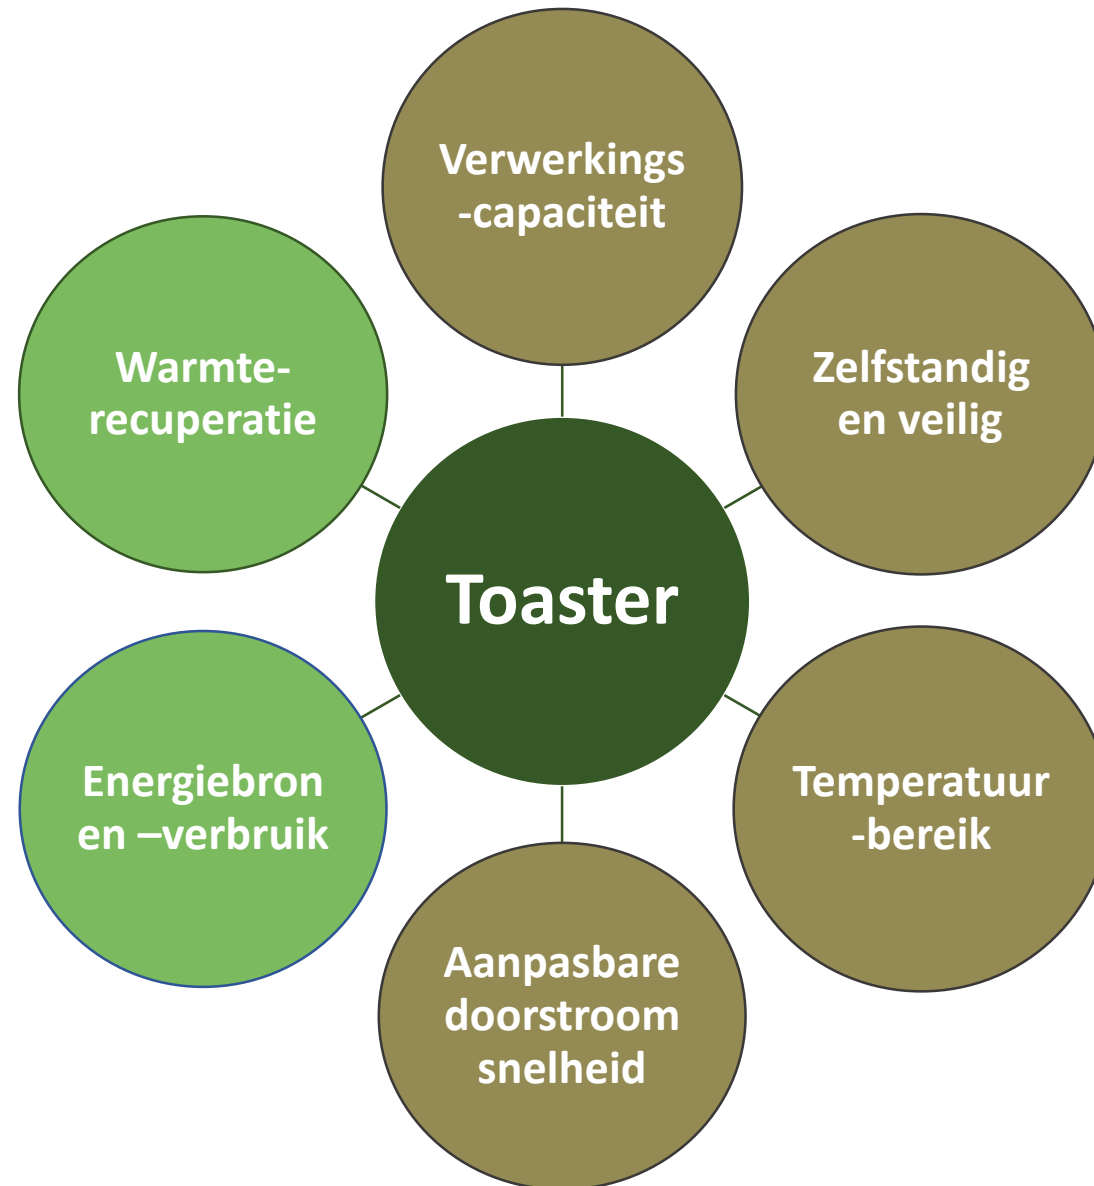 Verwerkings
-capaciteit
Zelfstandig
en veilig
Temperatuur
-bereik
Aanpasbare
doorstroom
snelheid
Energiebron
en –verbruik
Warmte-
recuperatie
Toaster